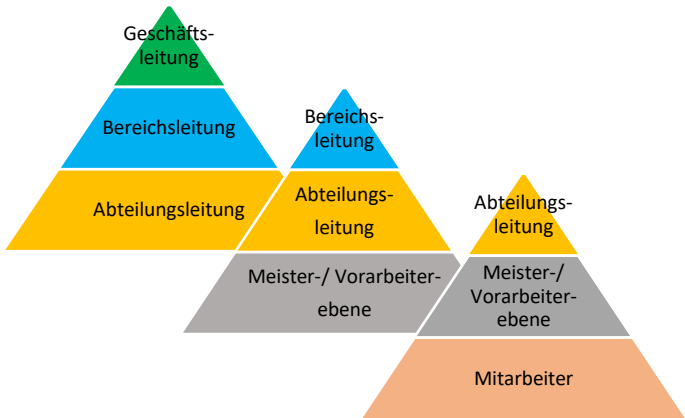 Geschäfts-
leitung
Bereichsleitung
Abteilungsleitung
Bereichs-
leitung
Abteilungs-
leitung
Meister-/ Vorarbeiter-
ebene
Abteilungs-
leitung
Meister-/
Vorarbeiter-
ebene
Mitarbeiter